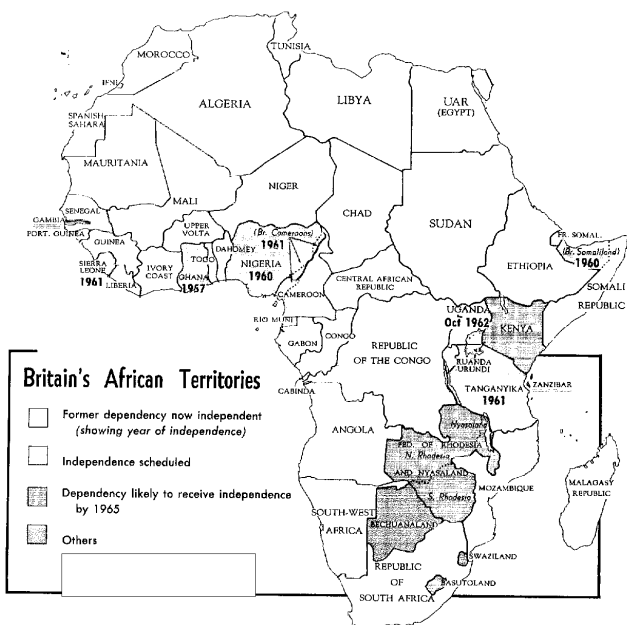 TUNISIA
MOROCCO
IFNI
ALGERIA
LIBYA
UAR
(EGYPT)
SPANISH
SAHARA
MAURITANIA
MALI
NIGER
CHAD
SUDAN
SENEGAL
GAMBIA
PORT. GUINEA
GUINEA
SIERRA
LEONE
1961
LIBERIA
IVORY
COAST
UPPER
VOLTA
GHANA
1957
TOGO
DAHOMEY
(Br. Cameroons)
1961
NIGERIA
1960
CAMEROON
CENTRAL AFRICAN
REPUBLIC
FR. SOMAL.
(Br. Somaliland)
1960
ETHIOPIA
SOMALI
REPUBLIC
RIO MUNI
GABON
CONGO
REPUBLIC
OF THE CONGO
UGANDA
Oct 1962
KENYA
RUANDA
URUNDI
TANGANYIKA
1961
ZANZIBAR
CABINDA
ANGOLA
Nyasaland
FED. OF RHODESIA
N. Rhodesia
AND NYASALAND
S. Rhodesia
MOZAMBIQUE
MALAGASY
REPUBLIC
SOUTH-WEST
AFRICA
BECHUANALAND
SWAZILAND
BASUTOLAND
REPUBLIC
OF
SOUTH AFRICA
Britain's African Territories
Former dependency now independent
(showing year of independence)
Independence scheduled
Dependency likely to receive independence
by 1965
Others